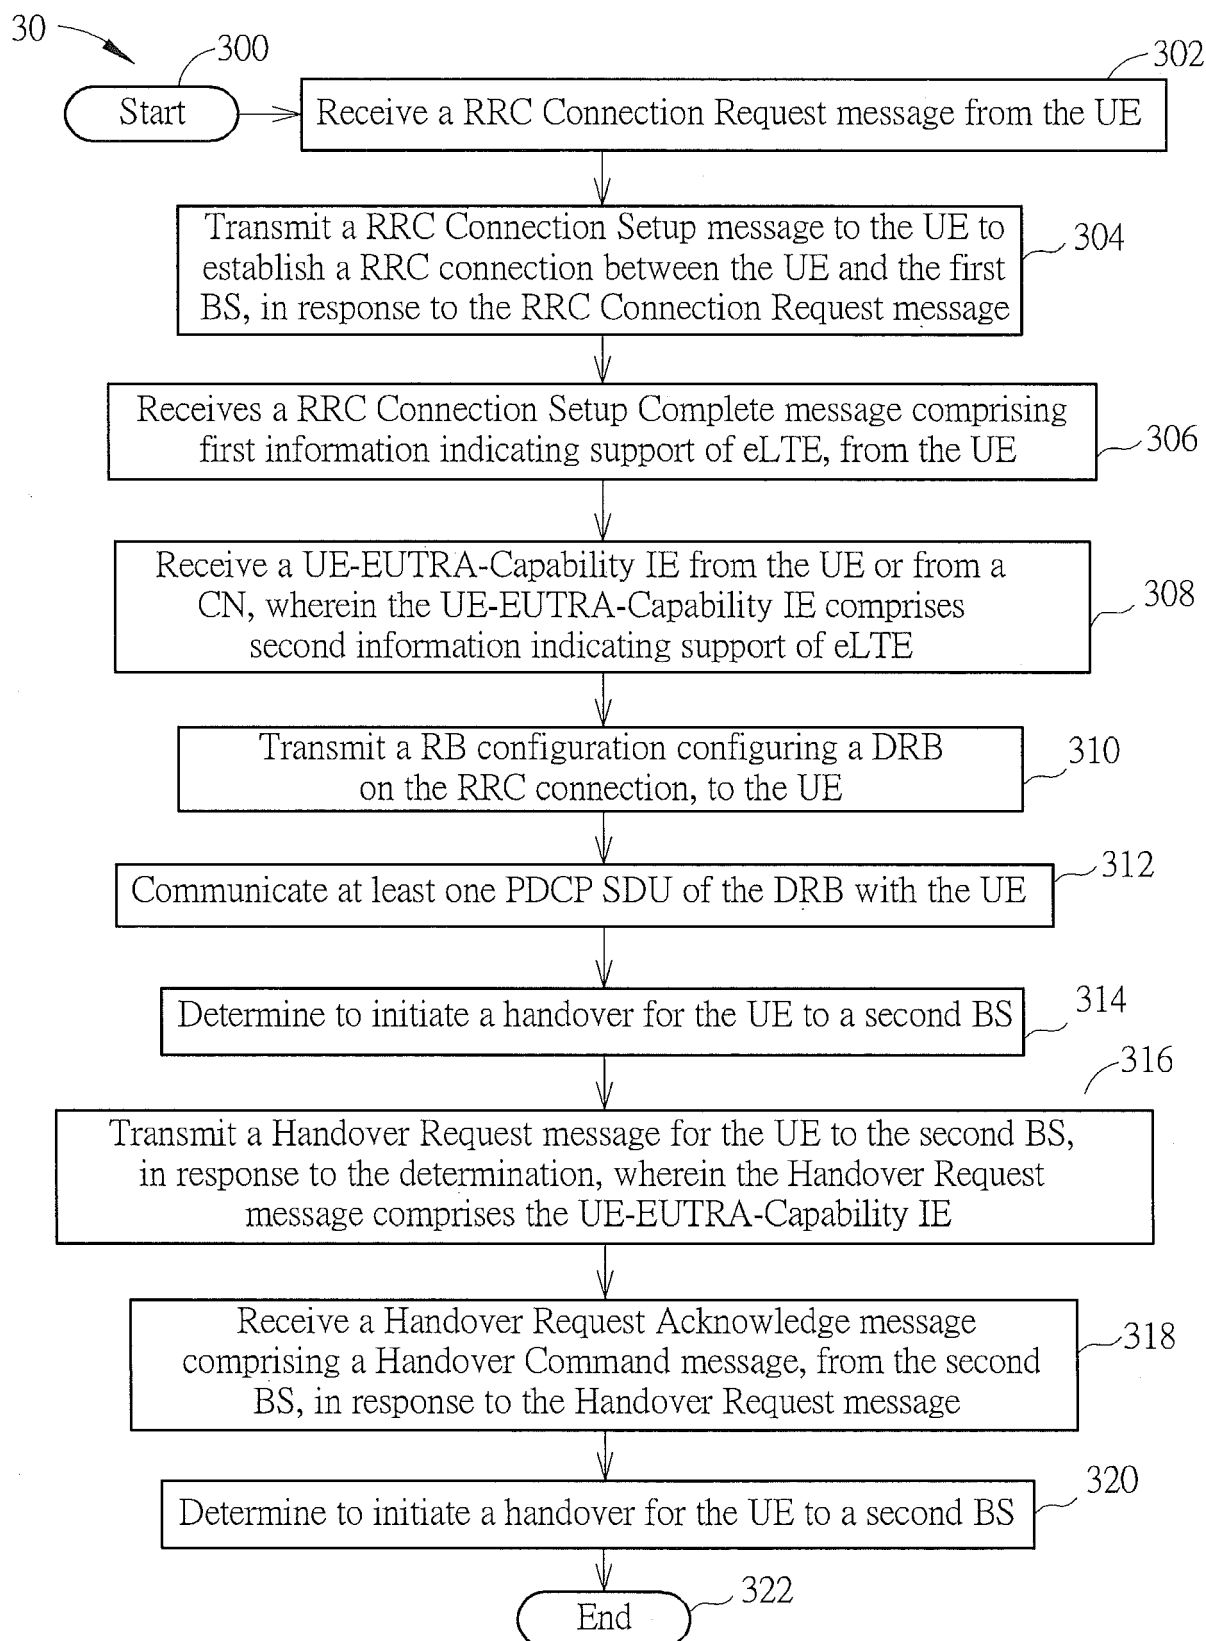 30
300
302
Start
Receive a RRC Connection Request message from the UE
Transmit a RRC Connection Setup message to the UE to
establish a RRC connection between the UE and the first
BS, in response to the RRC Connection Request message
304
Receives a RRC Connection Setup Complete message comprising
first information indicating support of eLTE, from the UE
306
Receive a UE-EUTRA-Capability IE from the UE or from a
CN, wherein the UE-EUTRA-Capability IE comprises
second information indicating support of eLTE
308
Transmit a RB configuration configuring a DRB
on the RRC connection, to the UE
310
Communicate at least one PDCP SDU of the DRB with the UE
312
Determine to initiate a handover for the UE to a second BS
314
316
Transmit a Handover Request message for the UE to the second BS,
in response to the determination, wherein the Handover Request
message comprises the UE-EUTRA-Capability IE
Receive a Handover Request Acknowledge message
comprising a Handover Command message, from the second
BS, in response to the Handover Request message
318
Determine to initiate a handover for the UE to a second BS
320
End
322